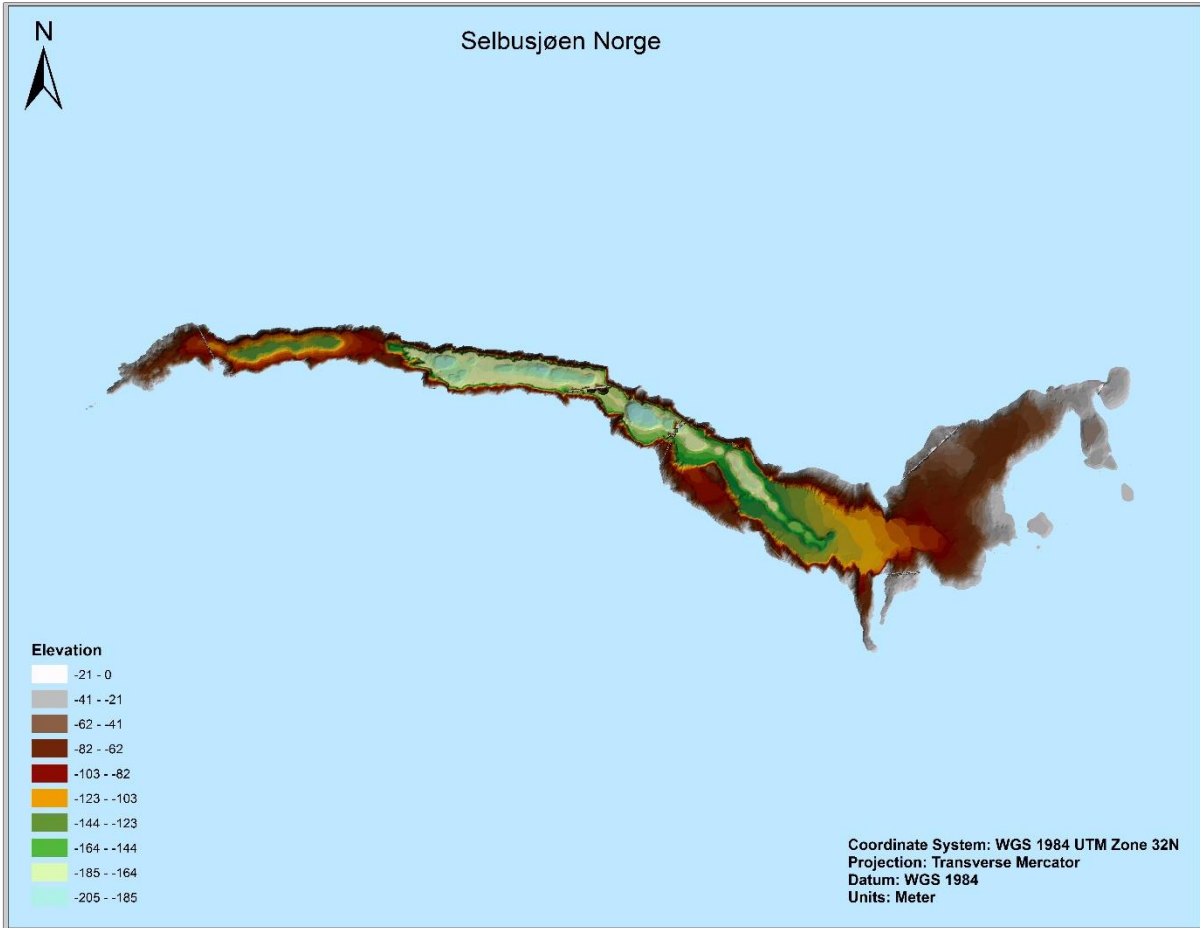 N
Selbusjøen Norge
Elevation
-21 - 0
-41 - -21
-62 - -41
-82 - -62
-103 - -82
-123 - -103
-144 - -123
-164 - -144
-185 - -164
-205 - -185
Coordinate System: WGS 1984 UTM Zone 32N
Projection: Transverse Mercator
Datum: WGS 1984
Units: Meter